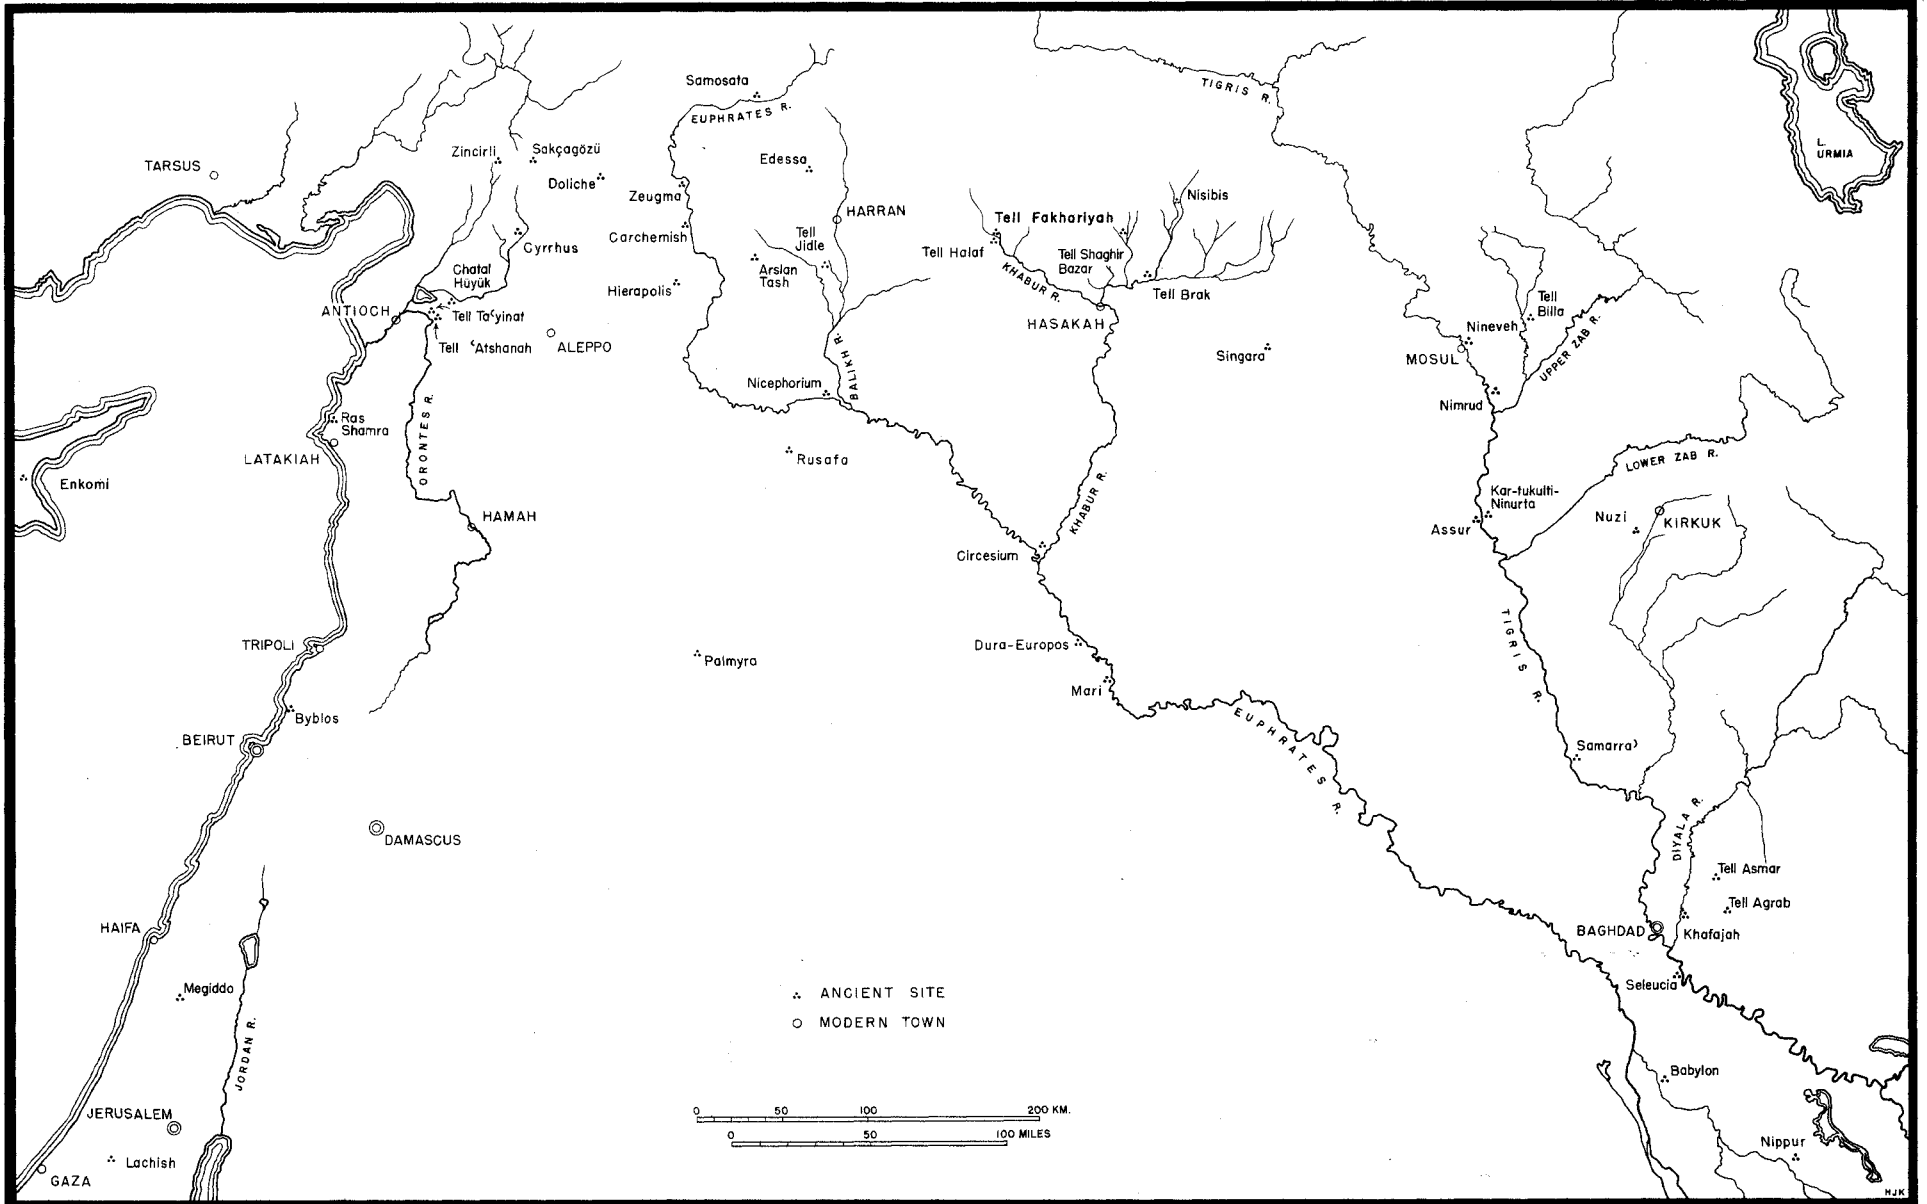 Samosata
EUPHRATES R.
TIGRIS R.
L. URMIA
TARSUS
Zincirli
Sakçagözü
Doliche
Edessa
Zeugma
HARRAN
Nisibis
Tell Fakhariyah
Carchemish
Tell
Jidle
Tell Halaf
Tell Shaghir
Bazar
KHABUR R.
Cyrrhus
Chatal
Hüyük
Arslan
Tash
Hierapolis
Tell Brak
Tell
Billa
ANTIOCH
Tell Taʿyinat
HASAKAH
Nineveh
UPPER ZAB R.
Tell ʿAtshanah
ALEPPO
BALIKH R.
Singara
MOSUL
Nicephorium
Nimrud
Ras
Shamra
ORONTES R.
LATAKIAH
Rusafa
LOWER ZAB R.
Enkomi
HAMAH
KHABUR R.
Kar-tukulti-
Ninurta
Assur
Nuzi
KIRKUK
Circesium
TRIPOLI
Palmyra
Dura-Europos
Mari
TIGRIS R.
Byblos
BEIRUT
EUPHRATES R.
Samarraʾ
DAMASCUS
DIYALA R.
Tell Asmar
Tell Agrab
HAIFA
BAGHDAD
Khafajah
Megiddo
Seleucia
ANCIENT SITE
MODERN TOWN
JORDAN R.
Babylon
JERUSALEM
0 50 100 200 KM.
0 50 100 MILES
Lachish
Nippur
GAZA
HJK